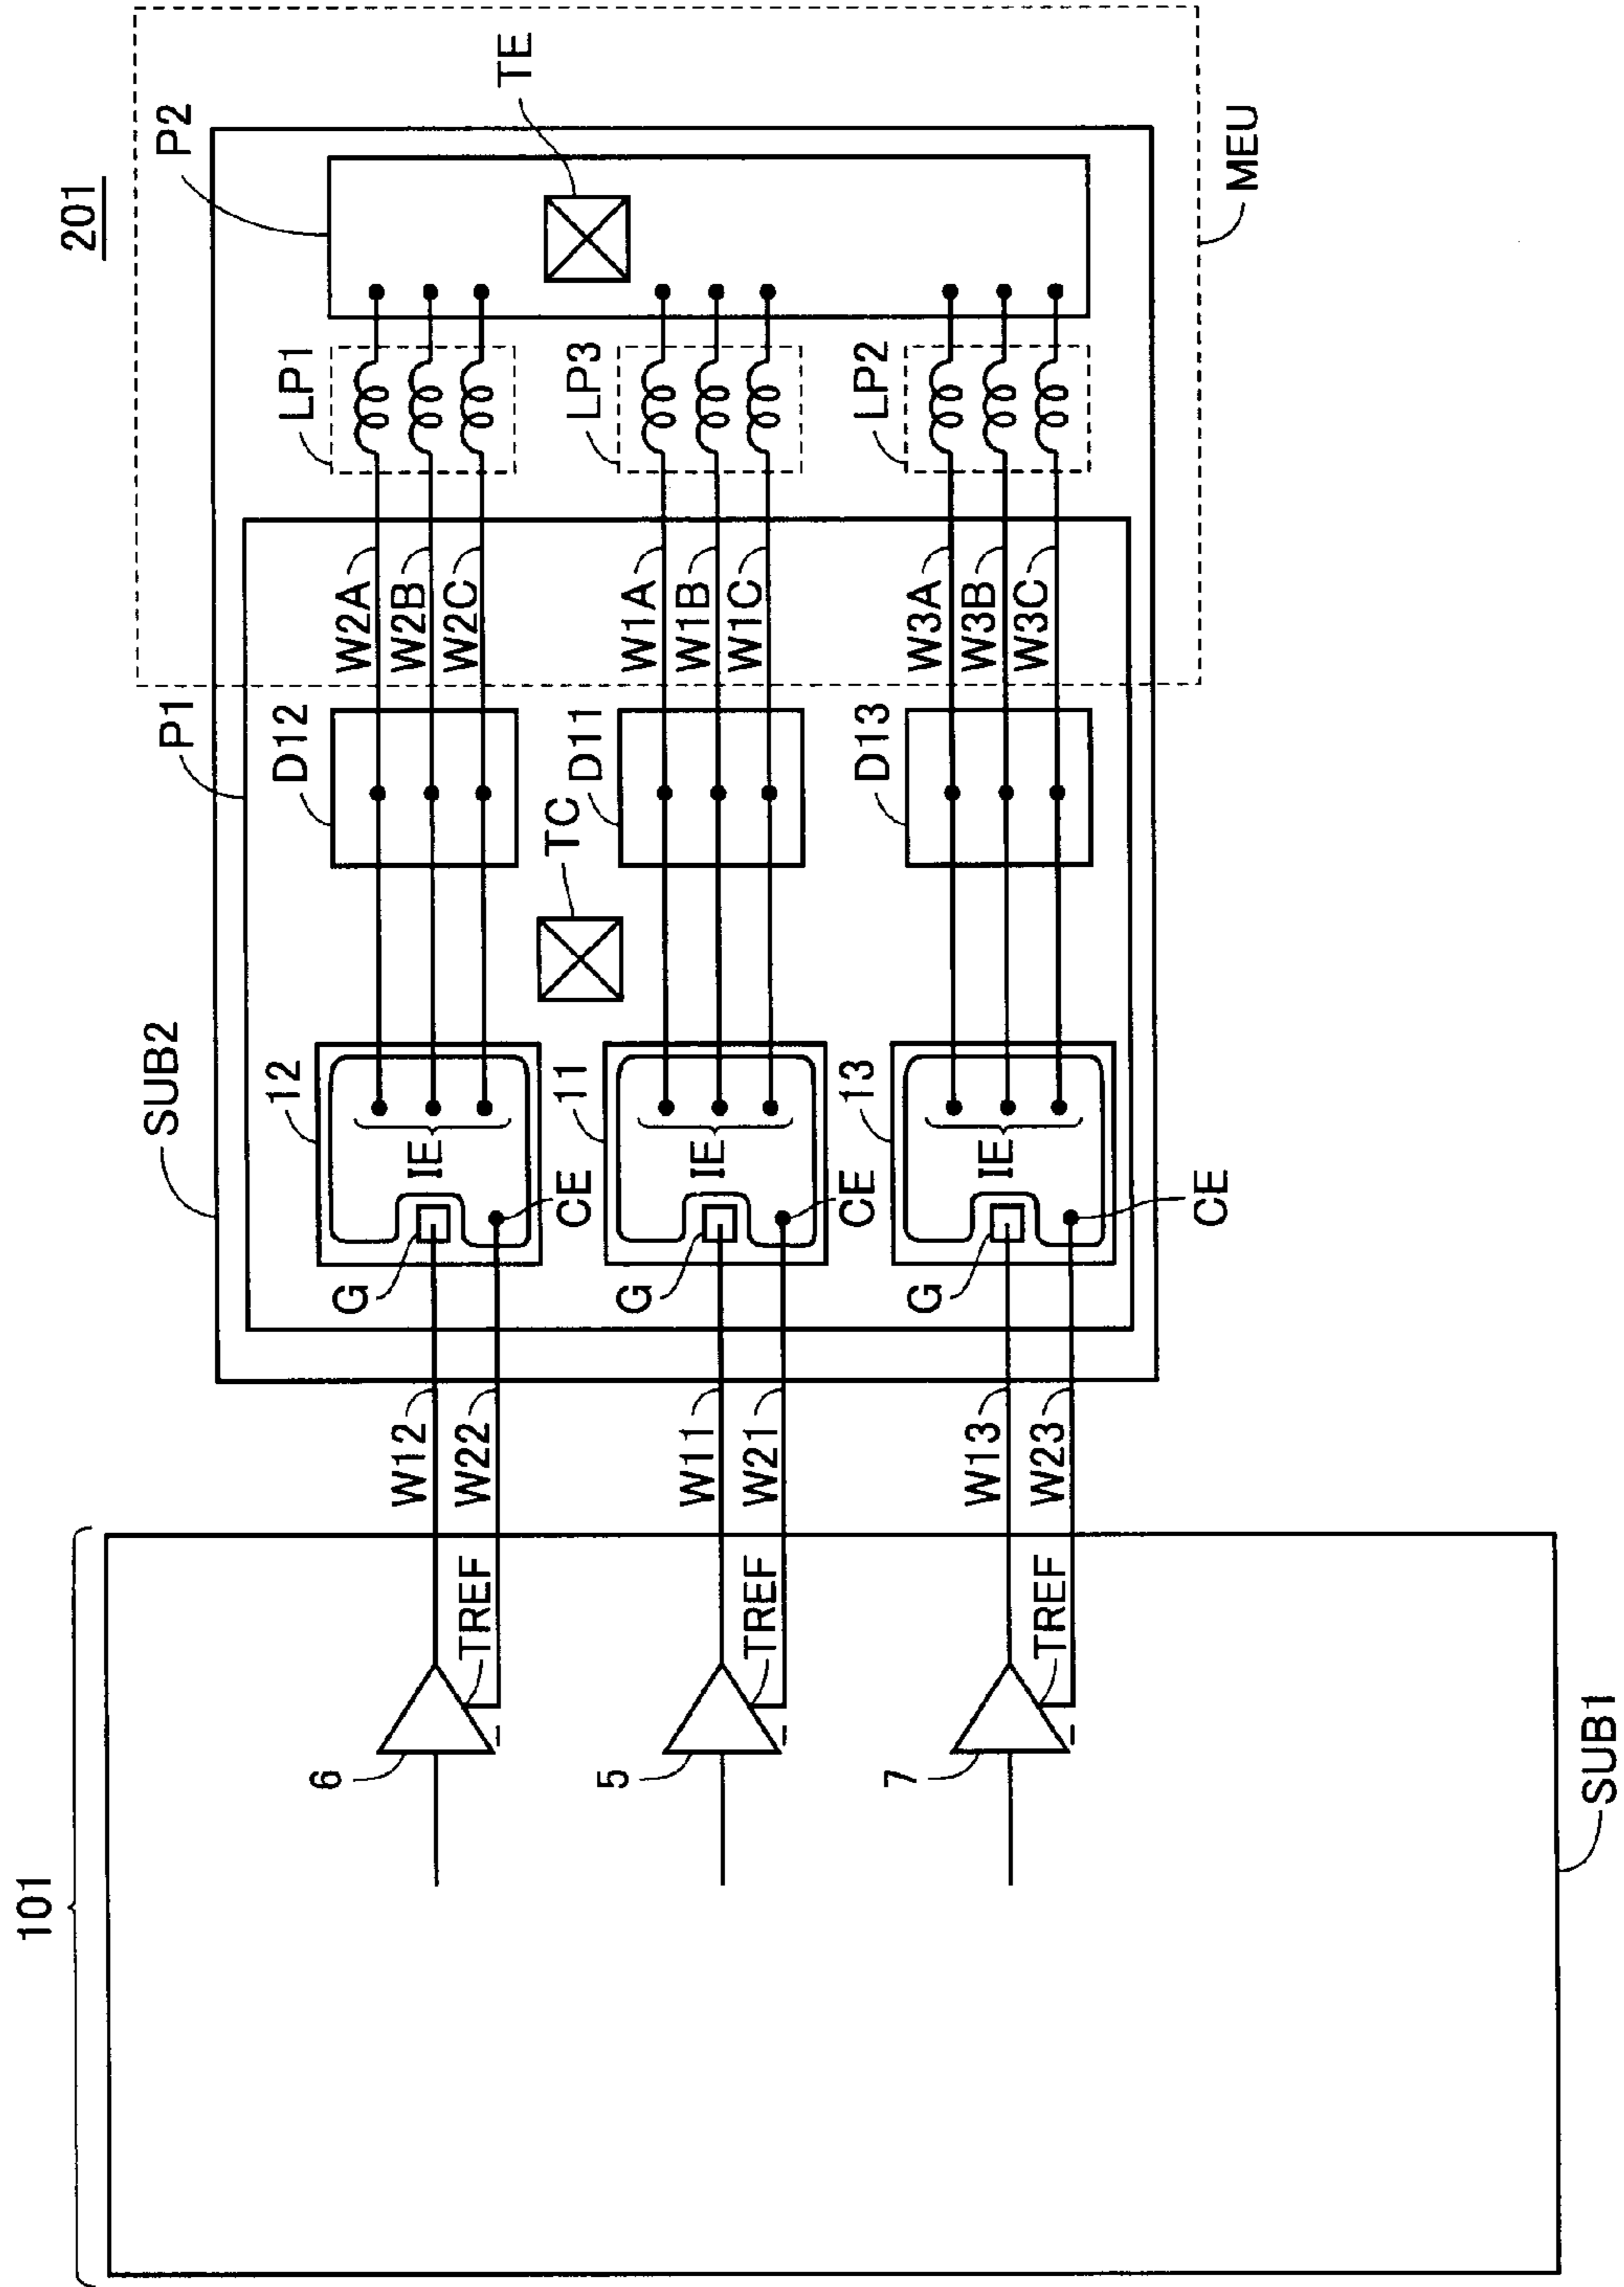 201
P2
TE
MEU
LP1
LP3
LP2
W2A
W2B
W2C
W1A
W1B
W1C
W3A
W3B
W3C
P1
D12
D11
D13
TC
SUB2
12
11
13
IE
IE
IE
G
CE
G
CE
G
CE
W12
W22
W11
W21
W13
W23
101
TREF
TREF
TREF
6
5
7
SUB1